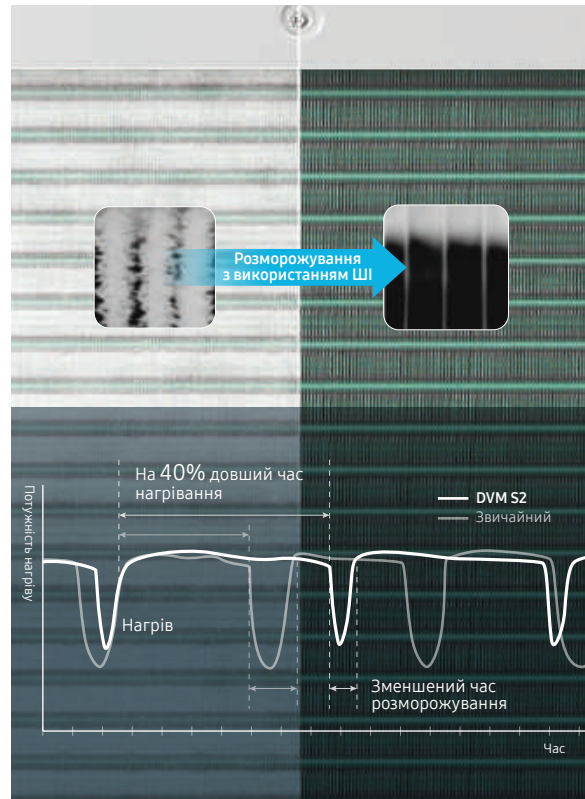 Розморожування
з використанням ШІ
На 40% довший час
нагрівання
DVM S2
Звичайний
Потужність нагріву
Нагрів
Зменшений час
розморожування
Час